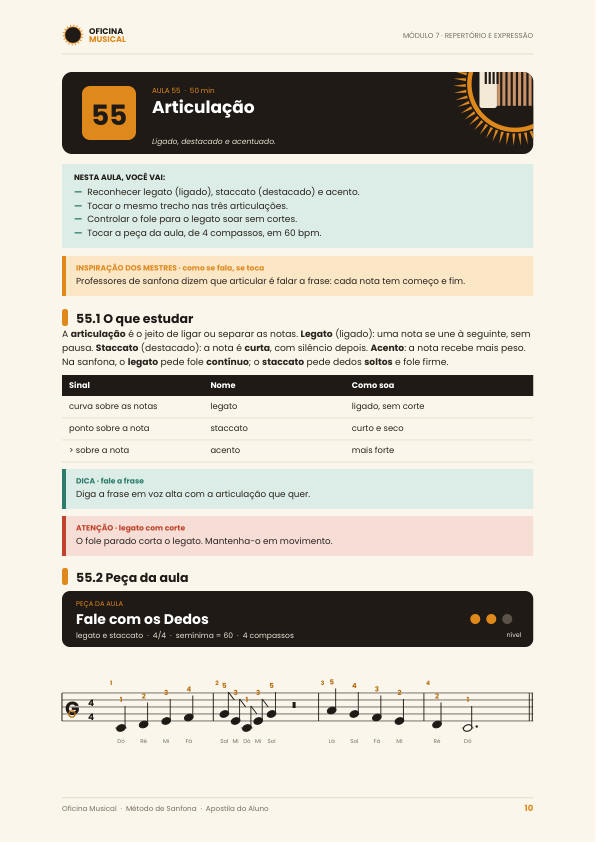 OFICINA
MUSICAL
MÓDULO 7 · REPERTÓRIO E EXPRESSÃO
55
AULA 55 · 50 min
Articulação
Ligado, destacado e acentuado.
NESTA AULA, VOCÊ VAI:
— Reconhecer legato (ligado), staccato (destacado) e acento.
— Tocar o mesmo trecho nas três articulações.
— Controlar o fole para o legato soar sem cortes.
— Tocar a peça da aula, de 4 compassos, em 60 bpm.
INSPIRAÇÃO DOS MESTRES · como se fala, se toca
Professores de sanfona dizem que articular é falar a frase: cada nota tem começo e fim.
55.1 O que estudar
A articulação é o jeito de ligar ou separar as notas. Legato (ligado): uma nota se une à seguinte, sem
pausa. Staccato (destacado): a nota é curta, com silêncio depois. Acento: a nota recebe mais peso.
Na sanfona, o legato pede fole contínuo; o staccato pede dedos soltos e fole firme.
Sinal Nome Como soa
curva sobre as notas legato ligado, sem corte
ponto sobre a nota staccato curto e seco
> sobre a nota acento mais forte
DICA · fale a frase
Diga a frase em voz alta com a articulação que quer.
ATENÇÃO · legato com corte
O fole parado corta o legato. Mantenha-o em movimento.
55.2 Peça da aula
PEÇA DA AULA
Fale com os Dedos
legato e staccato · 4/4 · semínima = 60 · 4 compassos
nível
1 2 3 4
1 2 3 4 5 3 1 3 5 5 4 3 2 2 1
G 4 4
Dó Ré Mi Fá Sol Mi Dó Mi Sol Lá Sol Fá Mi Ré Dó
Oficina Musical · Método de Sanfona · Apostila do Aluno
10